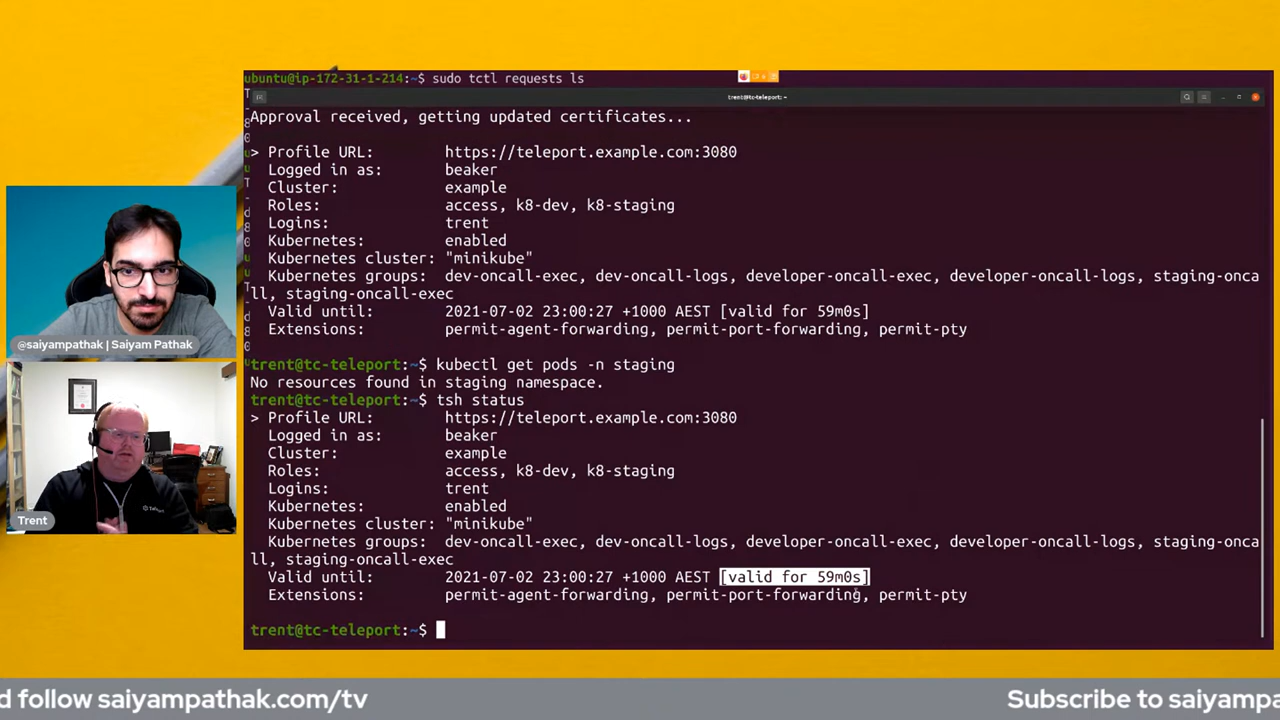 ubuntu@ip-172-31-1-214:~$ sudo tctl requests ls
trent@tc-teleport: ~
Approval received, getting updated certificates...
> Profile URL: https://teleport.example.com:3080
Logged in as: beaker
Cluster: example
Roles: access, k8-dev, k8-staging
Logins: trent
Kubernetes: enabled
Kubernetes cluster: "minikube"
Kubernetes groups: dev-oncall-exec, dev-oncall-logs, developer-oncall-exec, developer-oncall-logs, staging-onca
ll, staging-oncall-exec
Valid until: 2021-07-02 23:00:27 +1000 AEST [valid for 59m0s]
Extensions: permit-agent-forwarding, permit-port-forwarding, permit-pty
trent@tc-teleport:~$ kubectl get pods -n staging
No resources found in staging namespace.
trent@tc-teleport:~$ tsh status
> Profile URL: https://teleport.example.com:3080
Logged in as: beaker
Cluster: example
Roles: access, k8-dev, k8-staging
Logins: trent
Kubernetes: enabled
Kubernetes cluster: "minikube"
Kubernetes groups: dev-oncall-exec, dev-oncall-logs, developer-oncall-exec, developer-oncall-logs, staging-onca
ll, staging-oncall-exec
Valid until: 2021-07-02 23:00:27 +1000 AEST [valid for 59m0s]
Extensions: permit-agent-forwarding, permit-port-forwarding, permit-pty
trent@tc-teleport:~$
@saiyampathak | Saiyam Pathak
Trent
d follow saiyampathak.com/tv
Subscribe to saiyampa